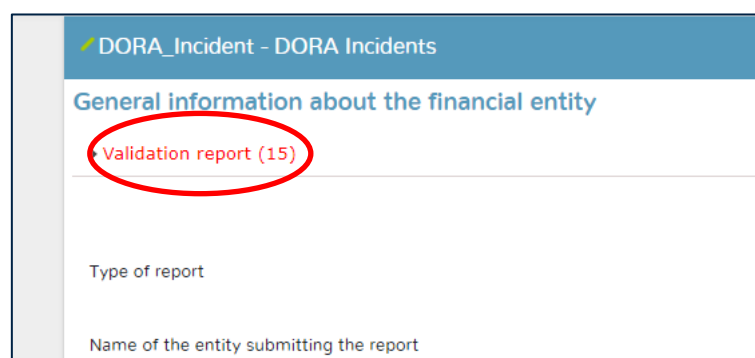 DORA_Incident - DORA Incidents
General information about the financial entity
Validation report (15)
Type of report
Name of the entity submitting the report